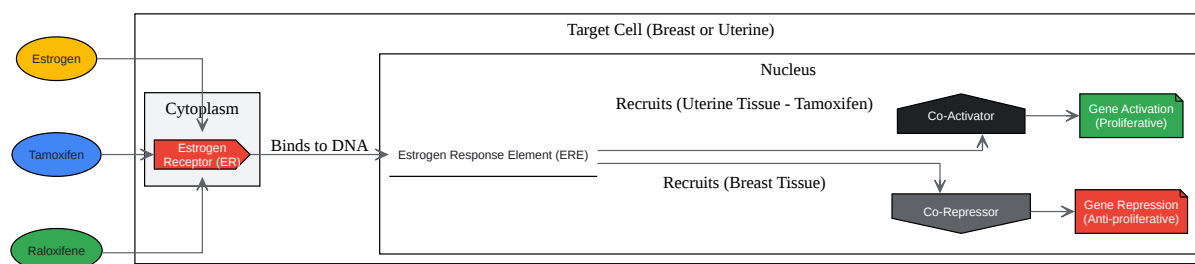 Target Cell (Breast or Uterine)
Estrogen
Nucleus
Cytoplasm
Recruits (Uterine Tissue - Tamoxifen)
Co-Activator
Gene Activation
(Proliferative)
Tamoxifen
Estrogen
Receptor (ER)
Binds to DNA
Estrogen Response Element (ERE)
Recruits (Breast Tissue)
Co-Repressor
Gene Repression
(Anti-proliferative)
Raloxifene